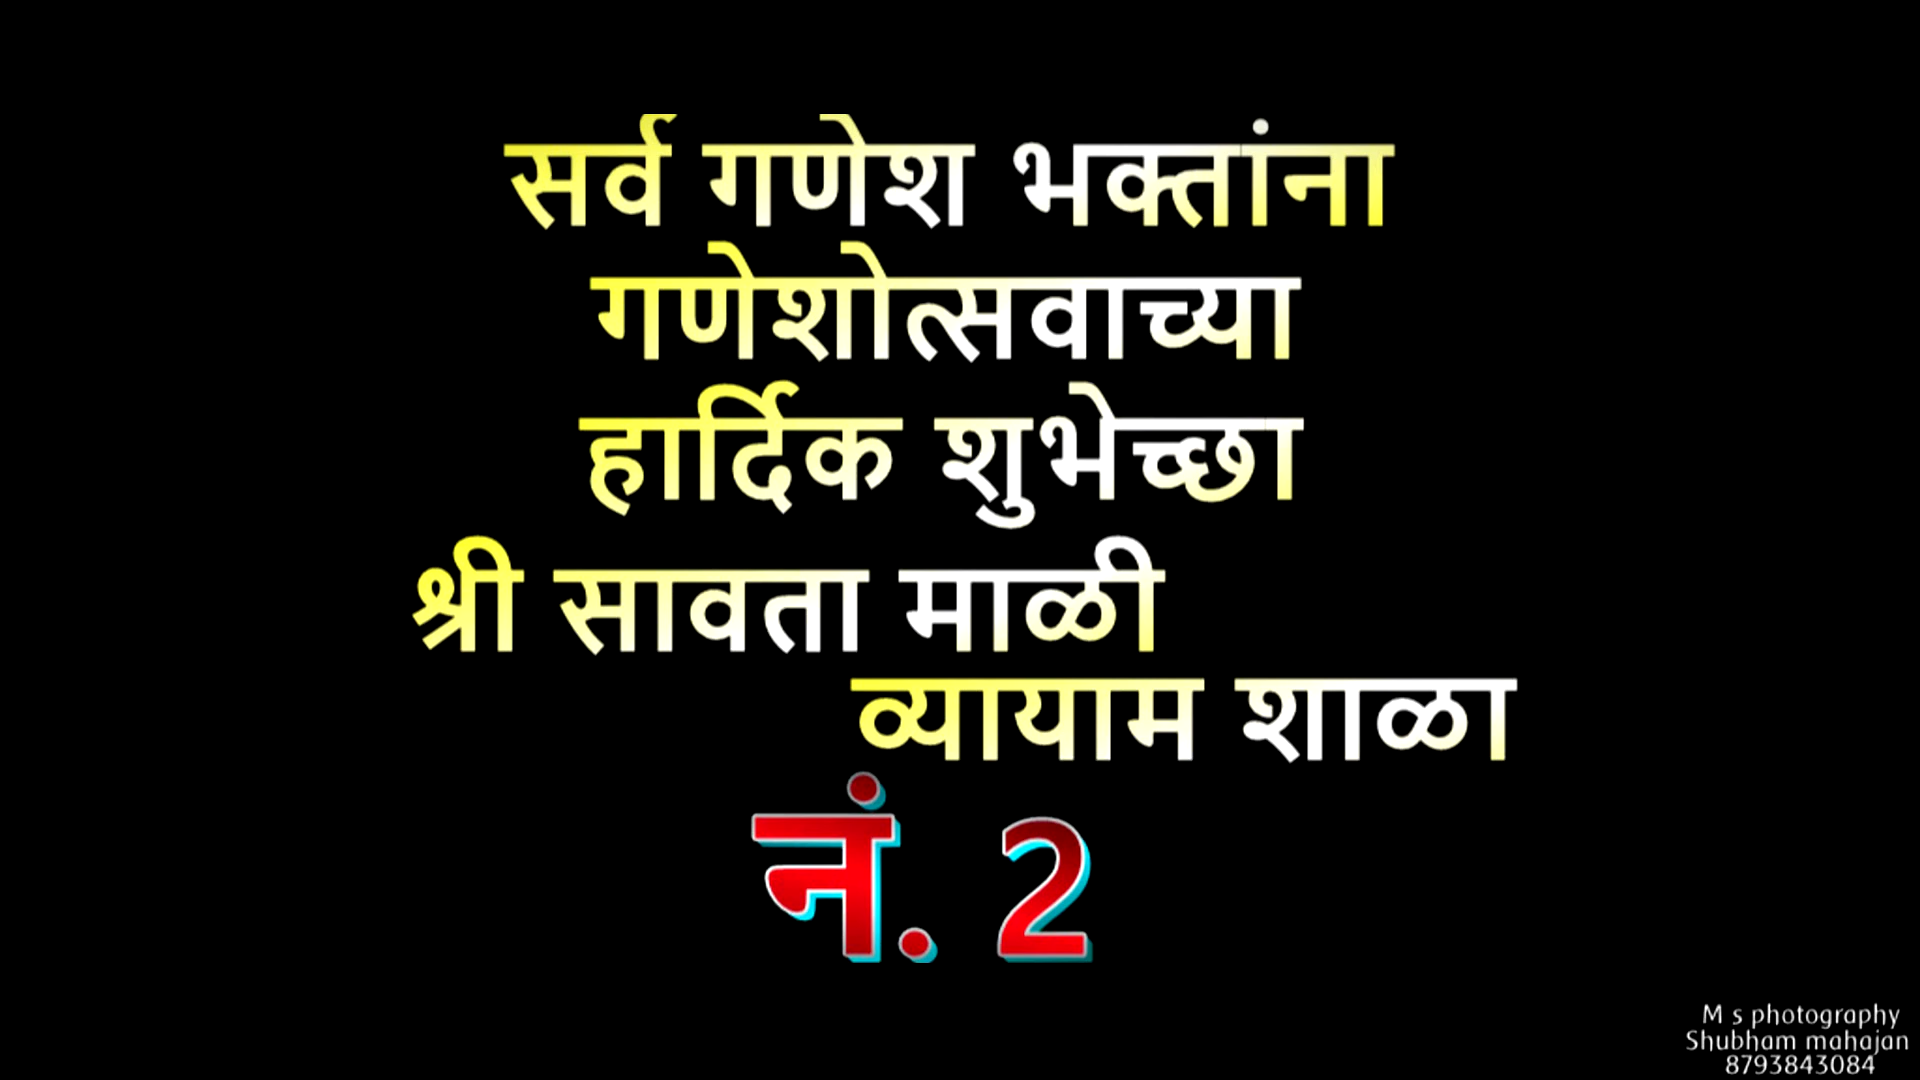 सर्व गणेश भक्तांना
गणेशोत्सवाच्या
हार्दिक शुभेच्छा
श्री सावता माळी
व्यायाम शाळा
नं. 2
M s photography
Shubham mahajan
8793843084